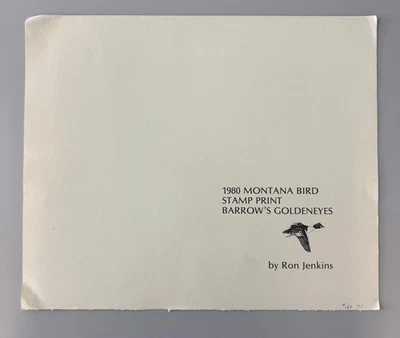 1980 MONTANA BIRD
STAMP PRINT
BARROW'S GOLDENEYES
by Ron Jenkins